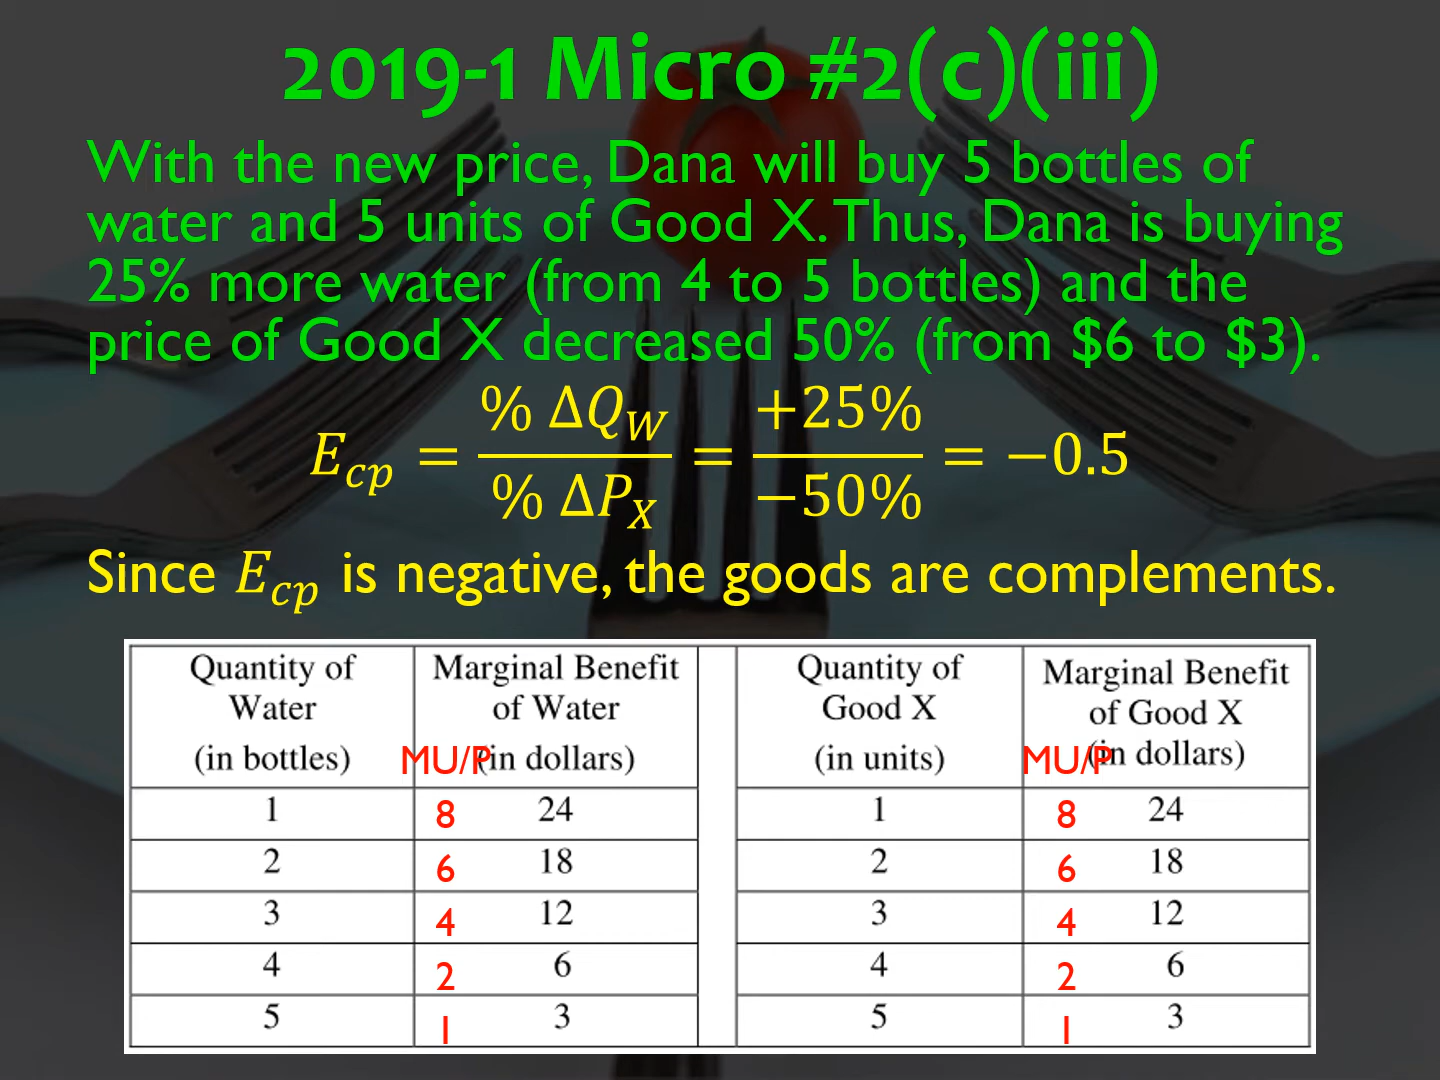 2019-1 Micro #2(c)(iii)
With the new price, Dana will buy 5 bottles of
water and 5 units of Good X. Thus, Dana is buying
25% more water (from 4 to 5 bottles) and the
price of Good X decreased 50% (from $6 to $3).
E_cp = % ΔQ_W / % ΔP_X = +25% / −50% = −0.5
Since E_cp is negative, the goods are complements.
Quantity of Water (in bottles) MU/P Marginal Benefit of Water (in dollars) Quantity of Good X (in units) MU/P Marginal Benefit of Good X (in dollars)
1 8 24 1 8 24
2 6 18 2 6 18
3 4 12 3 4 12
4 2 6 4 2 6
5 1 3 5 1 3